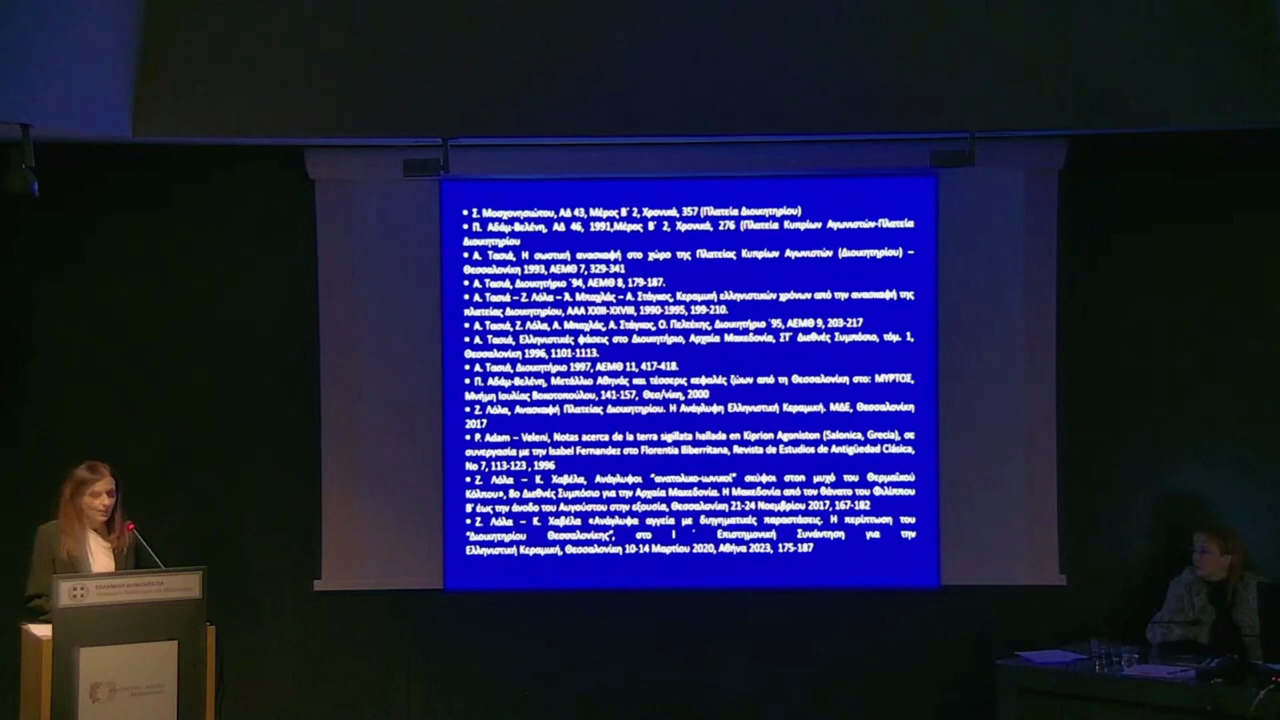 • Σ. Μοσχονησιώτου, ΑΔ 43, Μέρος Β΄ 2, Χρονικά, 357 (Πλατεία Διοικητηρίου)
• Π. Αδάμ-Βελένη, ΑΔ 46, 1991,Μέρος Β΄ 2, Χρονικά, 276 (Πλατεία Κυπρίων Αγωνιστών-Πλατεία
Διοικητηρίου
• Α. Τασιά, Η σωστική ανασκαφή στο χώρο της Πλατείας Κυπρίων Αγωνιστών (Διοικητηρίου) –
Θεσσαλονίκη 1993, ΑΕΜΘ 7, 329-341
• Α. Τασιά, Διοικητήριο ΄94, ΑΕΜΘ 8, 179-187.
• Α. Τασιά – Ζ. Λόλα – Λ. Μπαχλάς – Α. Στάγκος, Κεραμική ελληνιστικών χρόνων από την ανασκαφή της
πλατείας Διοικητηρίου, ΑΑΑ XXIII-XXVIII, 1990-1995, 199-210.
• Α. Τασιά, Ζ. Λόλα, Α. Μπαχλάς, Α. Στάγκος, Ο. Πελτέκης, Διοικητήριο ΄95, ΑΕΜΘ 9, 203-217
• Α. Τασιά, Ελληνιστικές φάσεις στο Διοικητήριο, Αρχαία Μακεδονία, ΣΤ΄ Διεθνές Συμπόσιο, τόμ. 1,
Θεσσαλονίκη 1996, 1101-1113.
• Α. Τασιά, Διοικητήριο 1997, ΑΕΜΘ 11, 417-418.
• Π. Αδάμ-Βελένη, Μετάλλιο Αθηνάς και τέσσερις κεφαλές ζώων από τη Θεσσαλονίκη στο: ΜΥΡΤΟΣ,
Μνήμη Ιουλίας Βοκοτοπούλου, 141-157, Θεσ/νίκη, 2000
• Ζ. Λόλα, Ανασκαφή Πλατείας Διοικητηρίου. Η Ανάγλυφη Ελληνιστική Κεραμική. ΜΔΕ, Θεσσαλονίκη
2017
• P. Adam – Veleni, Notas acerca de la terra sigillata hallada en Kiprion Agoniston (Salonica, Grecia), σε
συνεργασία με την Isabel Fernandez στο Florentia Iliberritana, Revista de Estudios de Antigüedad Clásica,
No 7, 113-123 , 1996
• Ζ. Λόλα – Κ. Χαβέλα, Ανάγλυφοι “ανατολικο-ιωνικοί” σκύφοι στοn μυχό του Θερμαϊκού
Κόλπου», 8ο Διεθνές Συμπόσιο για την Αρχαία Μακεδονία. Η Μακεδονία από τον θάνατο του Φιλίππου
Β’ έως την άνοδο του Αυγούστου στην εξουσία, Θεσσαλονίκη 21-24 Νοεμβρίου 2017, 167-182
• Ζ. Λόλα – Κ. Χαβέλα «Ανάγλυφα αγγεία με διηγηματικές παραστάσεις. Η περίπτωση του
“Διοικητηρίου Θεσσαλονίκης”, στο Ι ΄ Επιστημονική Συνάντηση για την
Ελληνιστική Κεραμική, Θεσσαλονίκη 10-14 Μαρτίου 2020, Αθήνα 2023, 175-187
ΕΛΛΗΝΙΚΗ ΔΗΜΟΚΡΑΤΙΑ